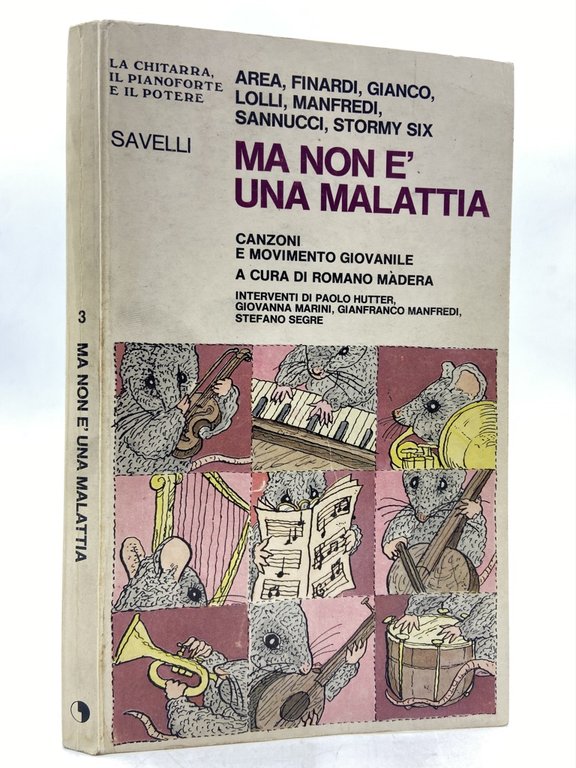 LA CHITARRA,
IL PIANOFORTE
E IL POTERE
SAVELLI
AREA, FINARDI, GIANCO,
LOLLI, MANFREDI,
SANNUCCI, STORMY SIX
MA NON E'
UNA MALATTIA
CANZONI
E MOVIMENTO GIOVANILE
A CURA DI ROMANO MÀDERA
INTERVENTI DI PAOLO HUTTER,
GIOVANNA MARINI, GIANFRANCO MANFREDI,
STEFANO SEGRE
3 MA NON E' UNA MALATTIA